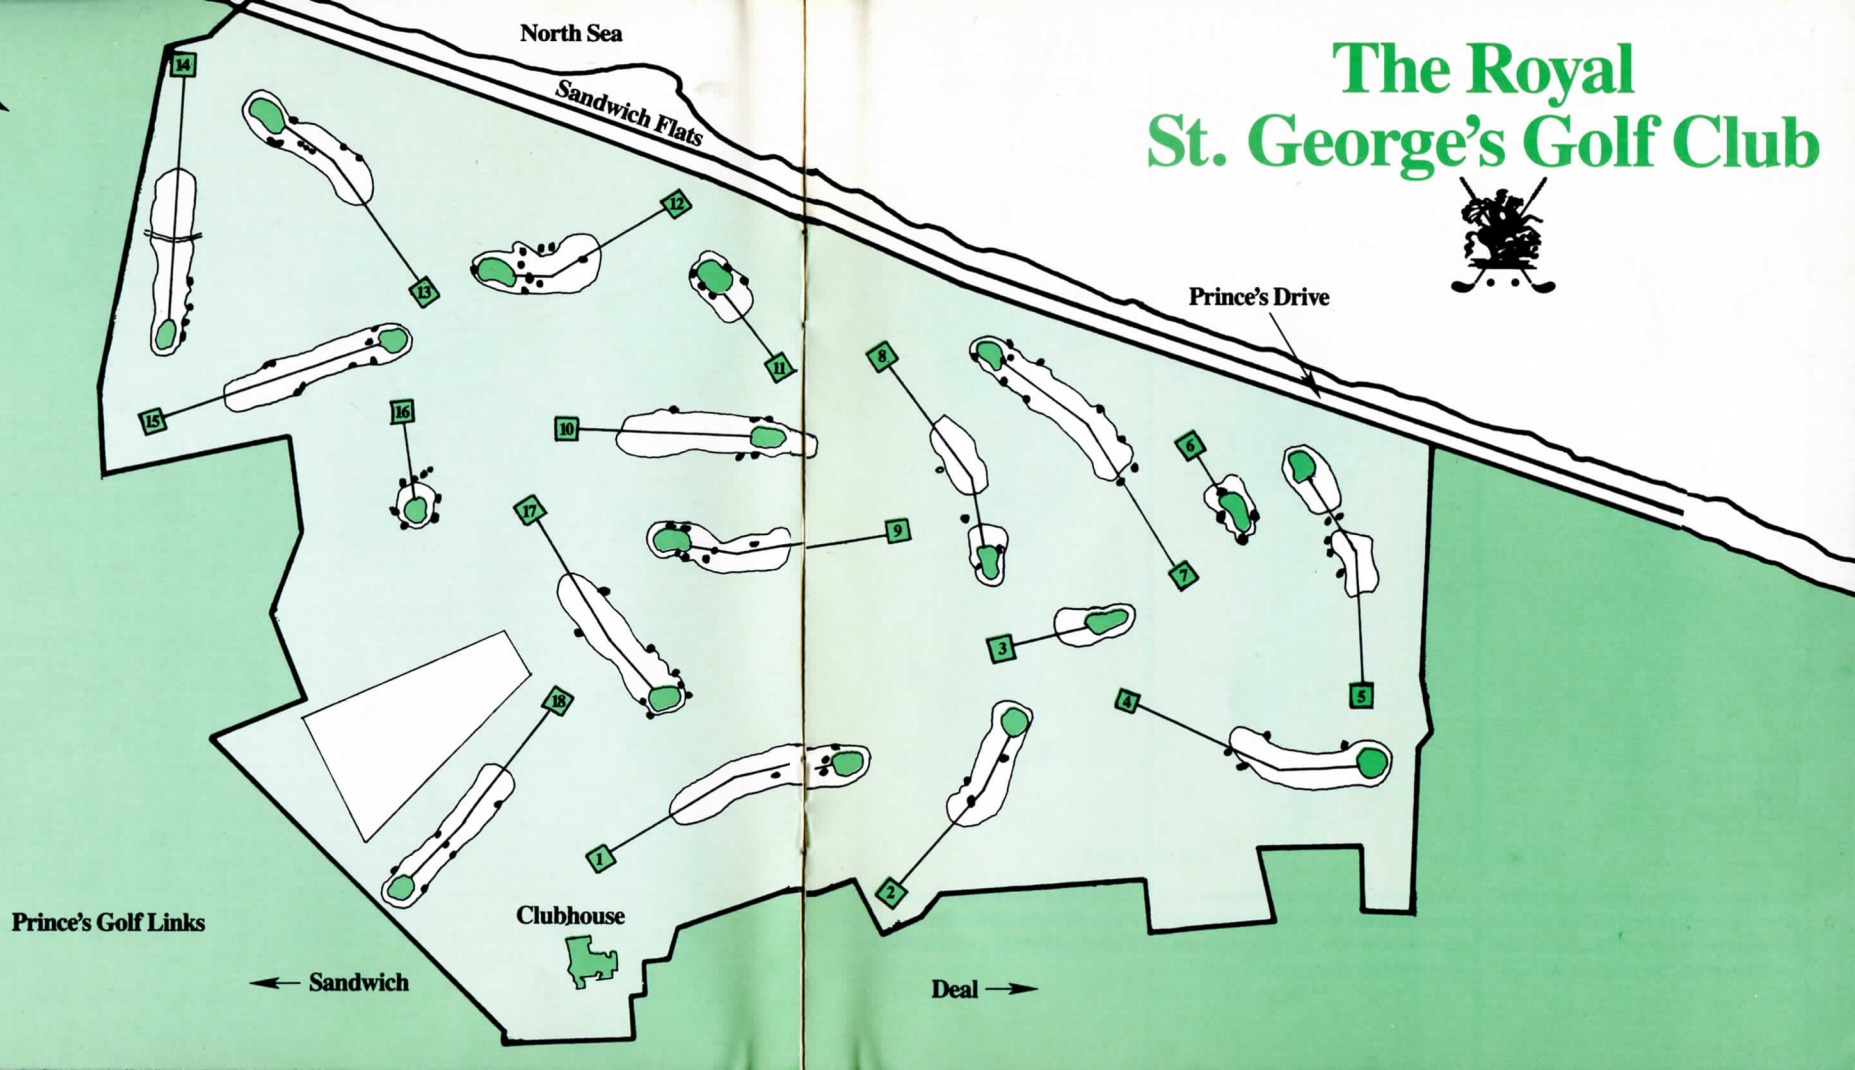 The Royal
St. George's Golf Club
North Sea
Sandwich Flats
Prince's Drive
14
12
13
11
8
15
16
10
6
17
9
7
3
18
4
5
1
2
Clubhouse
Prince's Golf Links
Sandwich
Deal